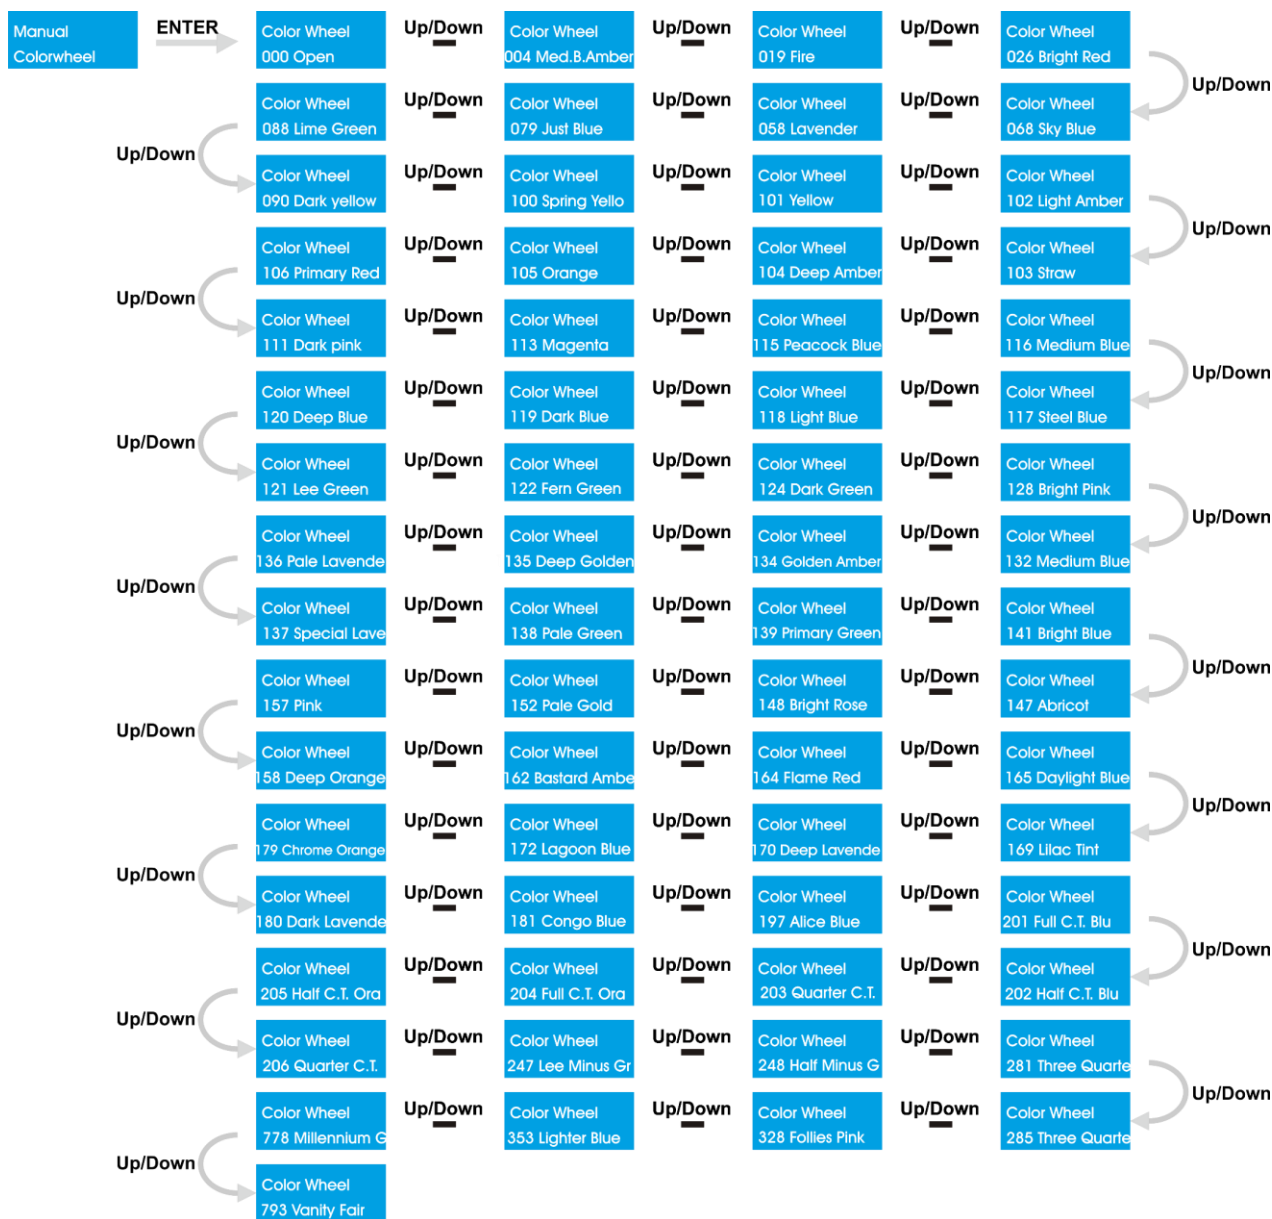 Manual
Colorwheel
ENTER
Color Wheel
000 Open
Up/Down
Color Wheel
004 Med.B.Amber
Up/Down
Color Wheel
019 Fire
Up/Down
Color Wheel
026 Bright Red
Up/Down
Color Wheel
088 Lime Green
Up/Down
Color Wheel
079 Just Blue
Up/Down
Color Wheel
058 Lavender
Up/Down
Color Wheel
068 Sky Blue
Up/Down
Color Wheel
090 Dark yellow
Up/Down
Color Wheel
100 Spring Yello
Up/Down
Color Wheel
101 Yellow
Up/Down
Color Wheel
102 Light Amber
Up/Down
Color Wheel
106 Primary Red
Up/Down
Color Wheel
105 Orange
Up/Down
Color Wheel
104 Deep Amber
Up/Down
Color Wheel
103 Straw
Up/Down
Color Wheel
111 Dark pink
Up/Down
Color Wheel
113 Magenta
Up/Down
Color Wheel
115 Peacock Blue
Up/Down
Color Wheel
116 Medium Blue
Up/Down
Color Wheel
120 Deep Blue
Up/Down
Color Wheel
119 Dark Blue
Up/Down
Color Wheel
118 Light Blue
Up/Down
Color Wheel
117 Steel Blue
Up/Down
Color Wheel
121 Lee Green
Up/Down
Color Wheel
122 Fern Green
Up/Down
Color Wheel
124 Dark Green
Up/Down
Color Wheel
128 Bright Pink
Up/Down
Color Wheel
136 Pale Lavende
Up/Down
Color Wheel
135 Deep Golden
Up/Down
Color Wheel
134 Golden Amber
Up/Down
Color Wheel
132 Medium Blue
Up/Down
Color Wheel
137 Special Lave
Up/Down
Color Wheel
138 Pale Green
Up/Down
Color Wheel
139 Primary Green
Up/Down
Color Wheel
141 Bright Blue
Up/Down
Color Wheel
157 Pink
Up/Down
Color Wheel
152 Pale Gold
Up/Down
Color Wheel
148 Bright Rose
Up/Down
Color Wheel
147 Abricot
Up/Down
Color Wheel
158 Deep Orange
Up/Down
Color Wheel
162 Bastard Ambe
Up/Down
Color Wheel
164 Flame Red
Up/Down
Color Wheel
165 Daylight Blue
Up/Down
Color Wheel
179 Chrome Orange
Up/Down
Color Wheel
172 Lagoon Blue
Up/Down
Color Wheel
170 Deep Lavende
Up/Down
Color Wheel
169 Lilac Tint
Up/Down
Color Wheel
180 Dark Lavende
Up/Down
Color Wheel
181 Congo Blue
Up/Down
Color Wheel
197 Alice Blue
Up/Down
Color Wheel
201 Full C.T. Blu
Up/Down
Color Wheel
205 Half C.T. Ora
Up/Down
Color Wheel
204 Full C.T. Ora
Up/Down
Color Wheel
203 Quarter C.T.
Up/Down
Color Wheel
202 Half C.T. Blu
Up/Down
Color Wheel
206 Quarter C.T.
Up/Down
Color Wheel
247 Lee Minus Gr
Up/Down
Color Wheel
248 Half Minus G
Up/Down
Color Wheel
281 Three Quarte
Up/Down
Color Wheel
778 Millennium G
Up/Down
Color Wheel
353 Lighter Blue
Up/Down
Color Wheel
328 Follies Pink
Up/Down
Color Wheel
285 Three Quarte
Up/Down
Color Wheel
793 Vanity Fair